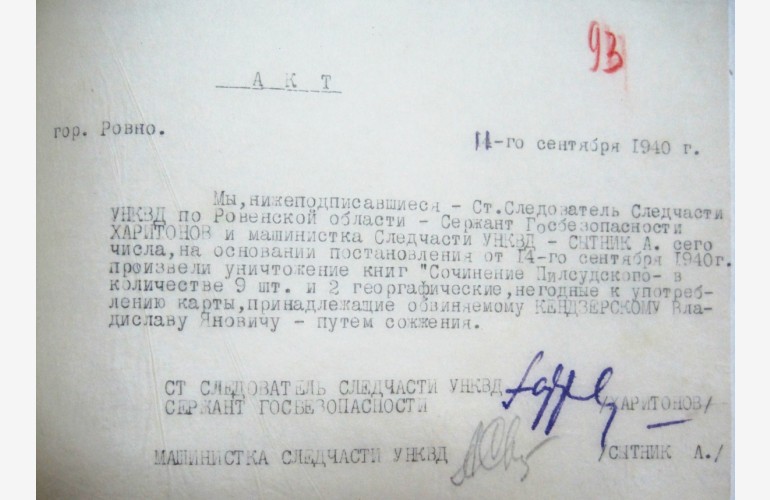 93
А К Т
гор. Ровно.
11-го сентября 1940 г.
Мы,нижеподписавшиеся - Ст.Следователь Следчасти
УНКВД по Ровенской области - Сержант Госбезопасности
ХАРИТОНОВ и машинистка Следчасти УНКВД - СЫТНИК А. сего
числа,на основании постановления от 14-го сентября 1940г.
произвели уничтожение книг "Сочинение Пилсудского- в
количестве 9 шт. и 2 геаграфические,негодные к употреб-
лению карты,принадлежащие обвиняемому КЕНДЗЕРСКОМУ Вла-
диславу Яновичу - путем сожжения.
СТ СЛЕДОВАТЕЛЬ СЛЕДЧАСТИ УНКВД
СЕРЖАНТ ГОСБЕЗОПАСНОСТИ /ХАРИТОНОВ/
МАШИНИСТКА СЛЕДЧАСТИ УНКВД /СЫТНИК А./